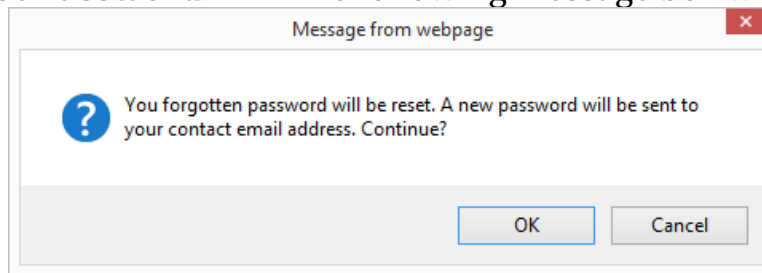 Message from webpage
You forgotten password will be reset. A new password will be sent to
your contact email address. Continue?
OK
Cancel